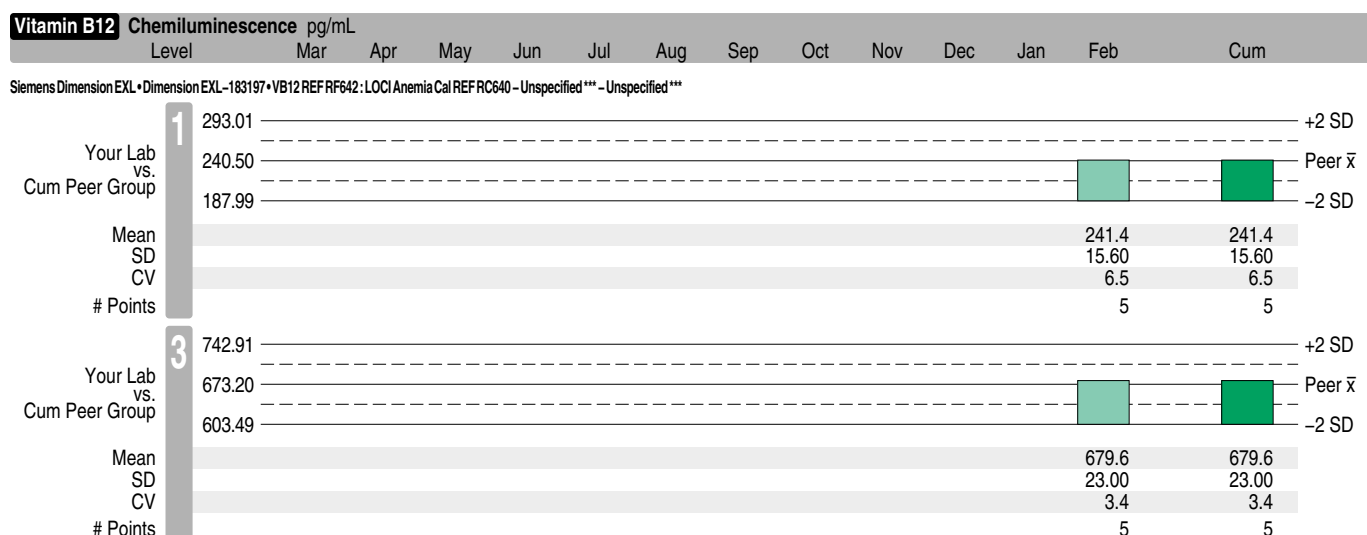 Vitamin B12 Chemiluminescence pg/mL
Level Mar Apr May Jun Jul Aug Sep Oct Nov Dec Jan Feb Cum
Siemens Dimension EXL • Dimension EXL–183197 • VB12 REF RF642 : LOCI Anemia Cal REF RC640 – Unspecified *** – Unspecified ***
1
293.01 +2 SD
Your Lab
vs.
Cum Peer Group
240.50 Peer x̅
187.99 −2 SD
Mean 241.4 241.4
SD 15.60 15.60
CV 6.5 6.5
# Points 5 5
3
742.91 +2 SD
Your Lab
vs.
Cum Peer Group
673.20 Peer x̅
603.49 −2 SD
Mean 679.6 679.6
SD 23.00 23.00
CV 3.4 3.4
# Points 5 5